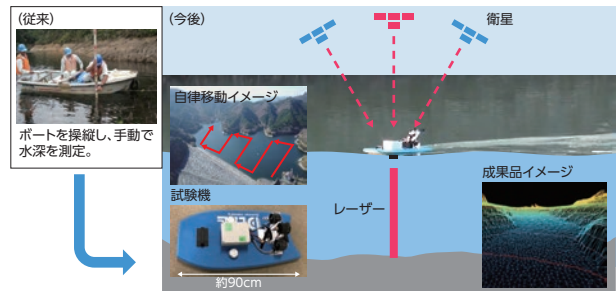 (従来)
ボートを操縦し、手動で
水深を測定。
(今後)
衛星
自律移動イメージ
試験機
約90cm
レーザー
成果品イメージ